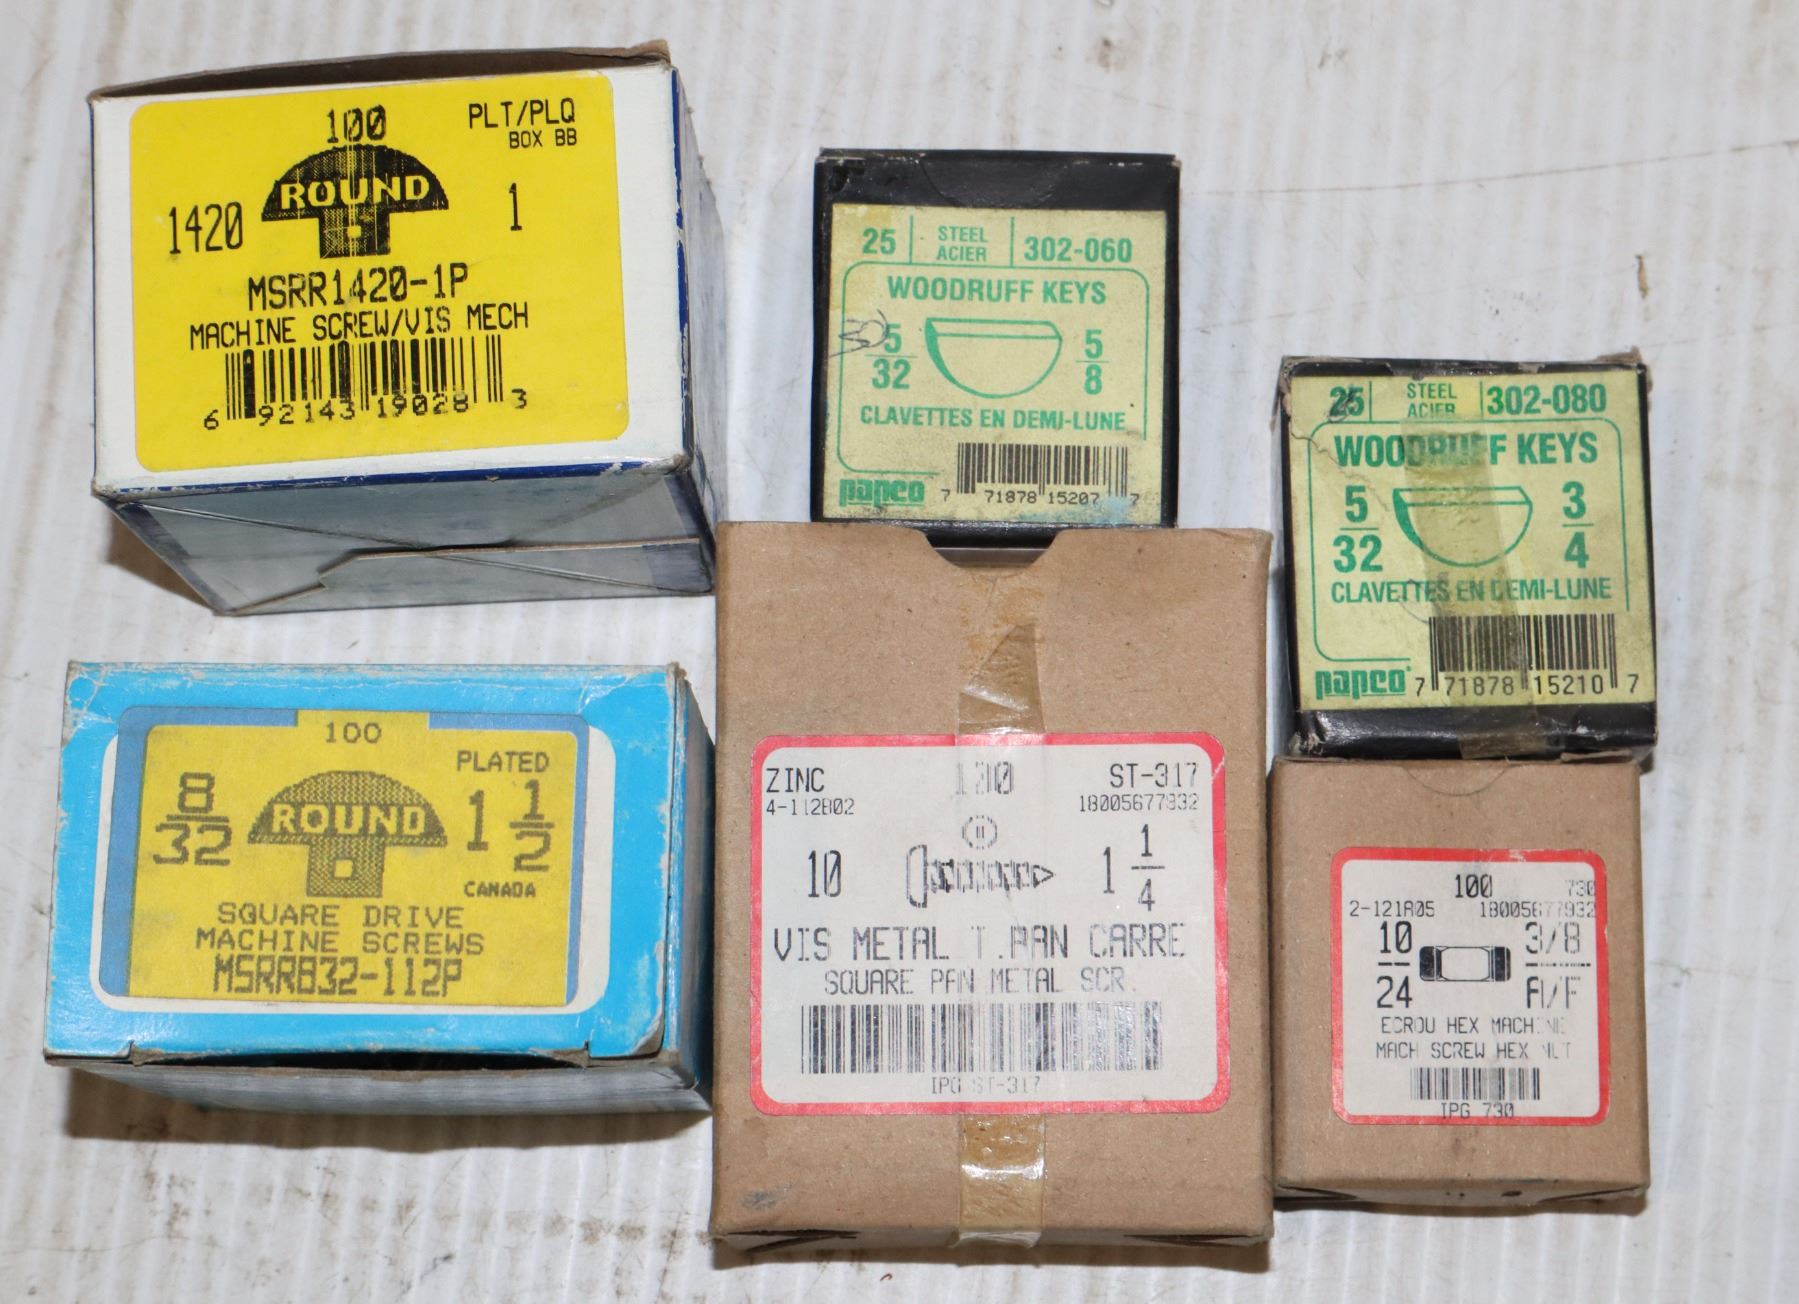 100
PLT/PLQ
BOX BB
ROUND
1420
1
MSRR1420-1P
MACHINE SCREW/VIS MECH
6 92143 19028 3
25 STEEL ACIER 302-060
WOODRUFF KEYS
5/32 5/8
CLAVETTES EN DEMI-LUNE
papco
7 71878 15207 7
25 STEEL ACIER 302-080
WOODRUFF KEYS
5/32 3/4
CLAVETTES EN DEMI-LUNE
papco
7 71878 15210 7
100
PLATED
8/32 ROUND 1 1/2
CANADA
SQUARE DRIVE
MACHINE SCREWS
MSRR832-112P
ZINC 100 ST-317
4-112B02 18005677932
10 1 1/4
VIS METAL T.PAN CARRE
SQUARE PAN METAL SCR.
IPG ST-317
100 730
2-121A05 18005677932
10/24 3/8 A/F
ECROU HEX MACHINE
MACH SCREW HEX NUT
IPG 730